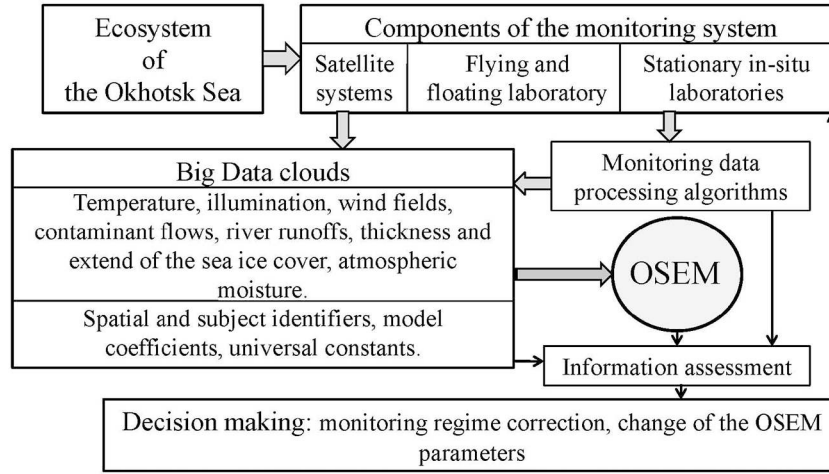 Ecosystem
of
the Okhotsk Sea
Components of the monitoring system
Satellite
systems
Flying and
floating laboratory
Stationary in-situ
laboratories
Big Data clouds
Temperature, illumination, wind fields,
contaminant flows, river runoffs, thickness and
extend of the sea ice cover, atmospheric
moisture.
Spatial and subject identifiers, model
coefficients, universal constants.
Monitoring data
processing algorithms
OSEM
Information assessment
Decision making: monitoring regime correction, change of the OSEM
parameters